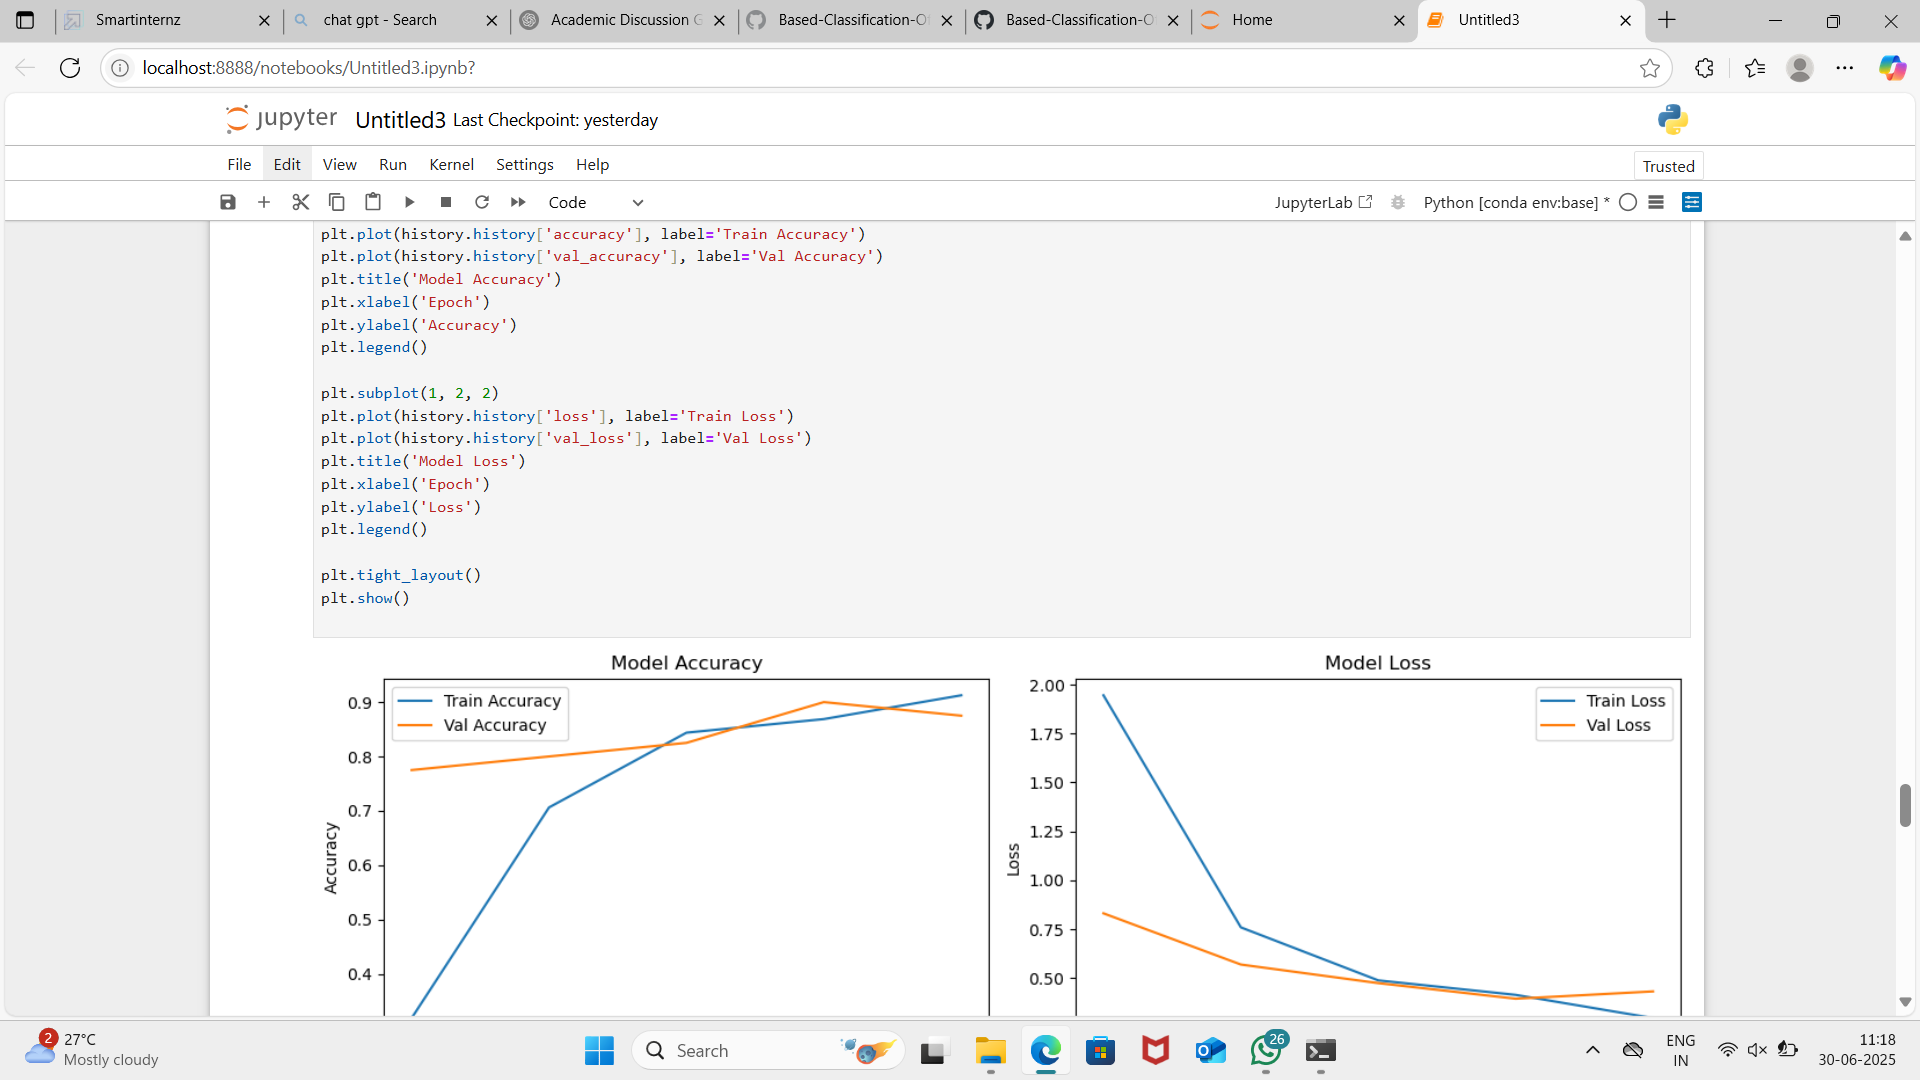 Smartinternz
chat gpt - Search
Academic Discussion G
Based-Classification-O
Based-Classification-O
Home
Untitled3
localhost:8888/notebooks/Untitled3.ipynb?
jupyter Untitled3 Last Checkpoint: yesterday
File Edit View Run Kernel Settings Help
Trusted
Code
JupyterLab
Python [conda env:base] *
plt.plot(history.history['accuracy'], label='Train Accuracy')
plt.plot(history.history['val_accuracy'], label='Val Accuracy')
plt.title('Model Accuracy')
plt.xlabel('Epoch')
plt.ylabel('Accuracy')
plt.legend()
plt.subplot(1, 2, 2)
plt.plot(history.history['loss'], label='Train Loss')
plt.plot(history.history['val_loss'], label='Val Loss')
plt.title('Model Loss')
plt.xlabel('Epoch')
plt.ylabel('Loss')
plt.legend()
plt.tight_layout()
plt.show()
Model Accuracy
Train Accuracy
Val Accuracy
0.9
0.8
0.7
0.6
0.5
0.4
Accuracy
Model Loss
Train Loss
Val Loss
2.00
1.75
1.50
1.25
1.00
0.75
0.50
Loss
2
27°C
Mostly cloudy
Search
26
ENG
IN
11:18
30-06-2025